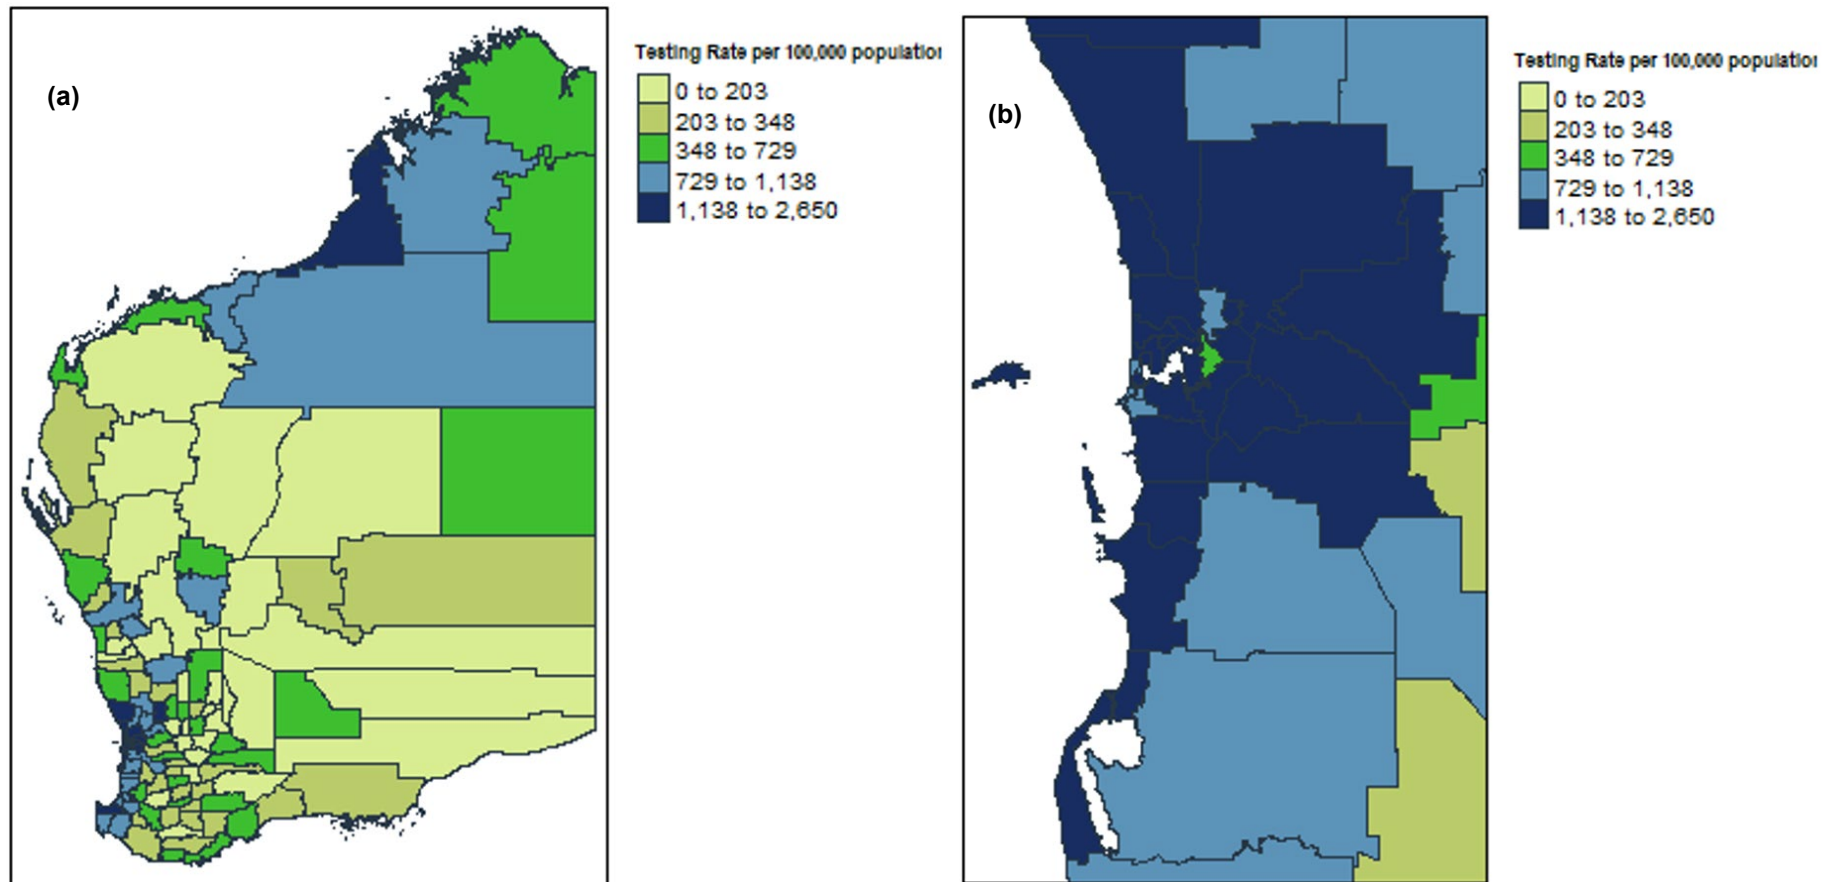 (a)
Testing Rate per 100,000 population
0 to 203
203 to 348
348 to 729
729 to 1,138
1,138 to 2,650
(b)
Testing Rate per 100,000 population
0 to 203
203 to 348
348 to 729
729 to 1,138
1,138 to 2,650